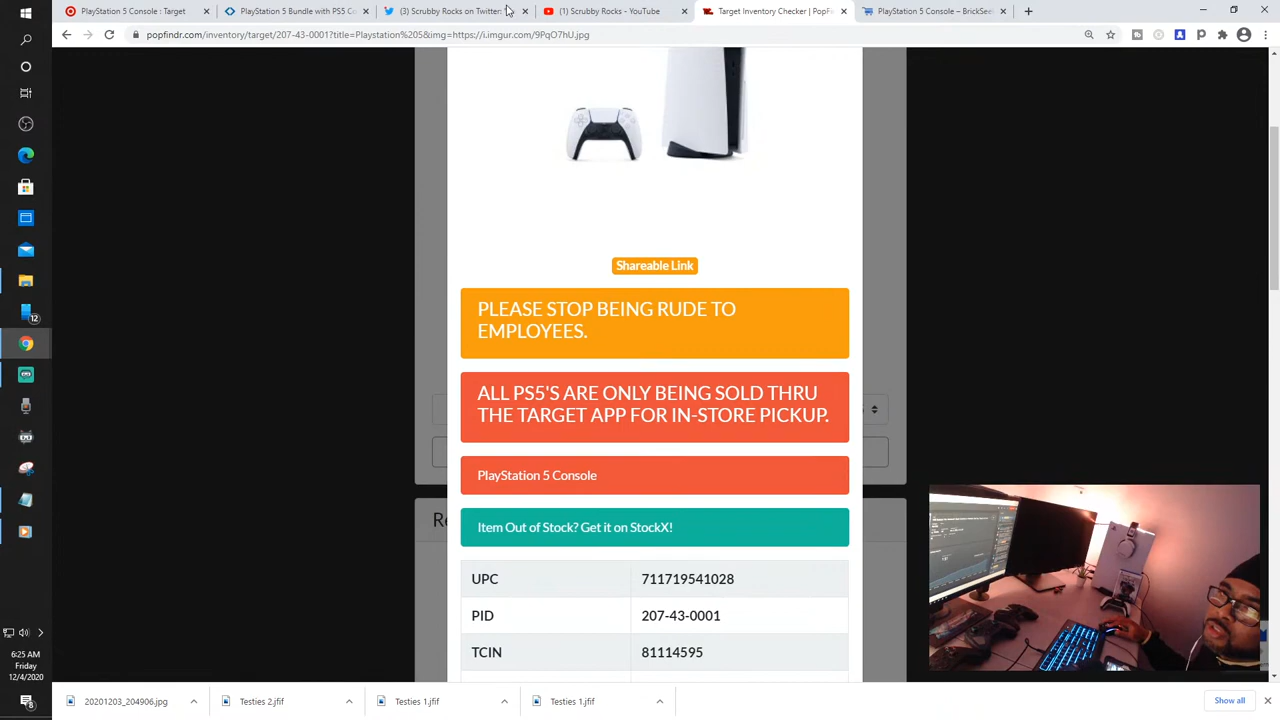 PlayStation 5 Console : Target
PlayStation 5 Bundle with PS5 Co
(3) Scrubby Rocks on Twitter:
(1) Scrubby Rocks - YouTube
Target Inventory Checker | PopFi
PlayStation 5 Console – BrickSee
popfindr.com/inventory/target/207-43-0001?title=Playstation%205&img=https://i.imgur.com/9PqO7hU.jpg
Shareable Link
PLEASE STOP BEING RUDE TO
EMPLOYEES.
ALL PS5'S ARE ONLY BEING SOLD THRU
THE TARGET APP FOR IN-STORE PICKUP.
PlayStation 5 Console
Re
Item Out of Stock? Get it on StockX!
UPC 711719541028
PID 207-43-0001
TCIN 81114595
12
6:25 AM
Friday
12/4/2020
8
20201203_204906.jpg
Testies 2.jfif
Testies 1.jfif
Testies 1.jfif
Show all